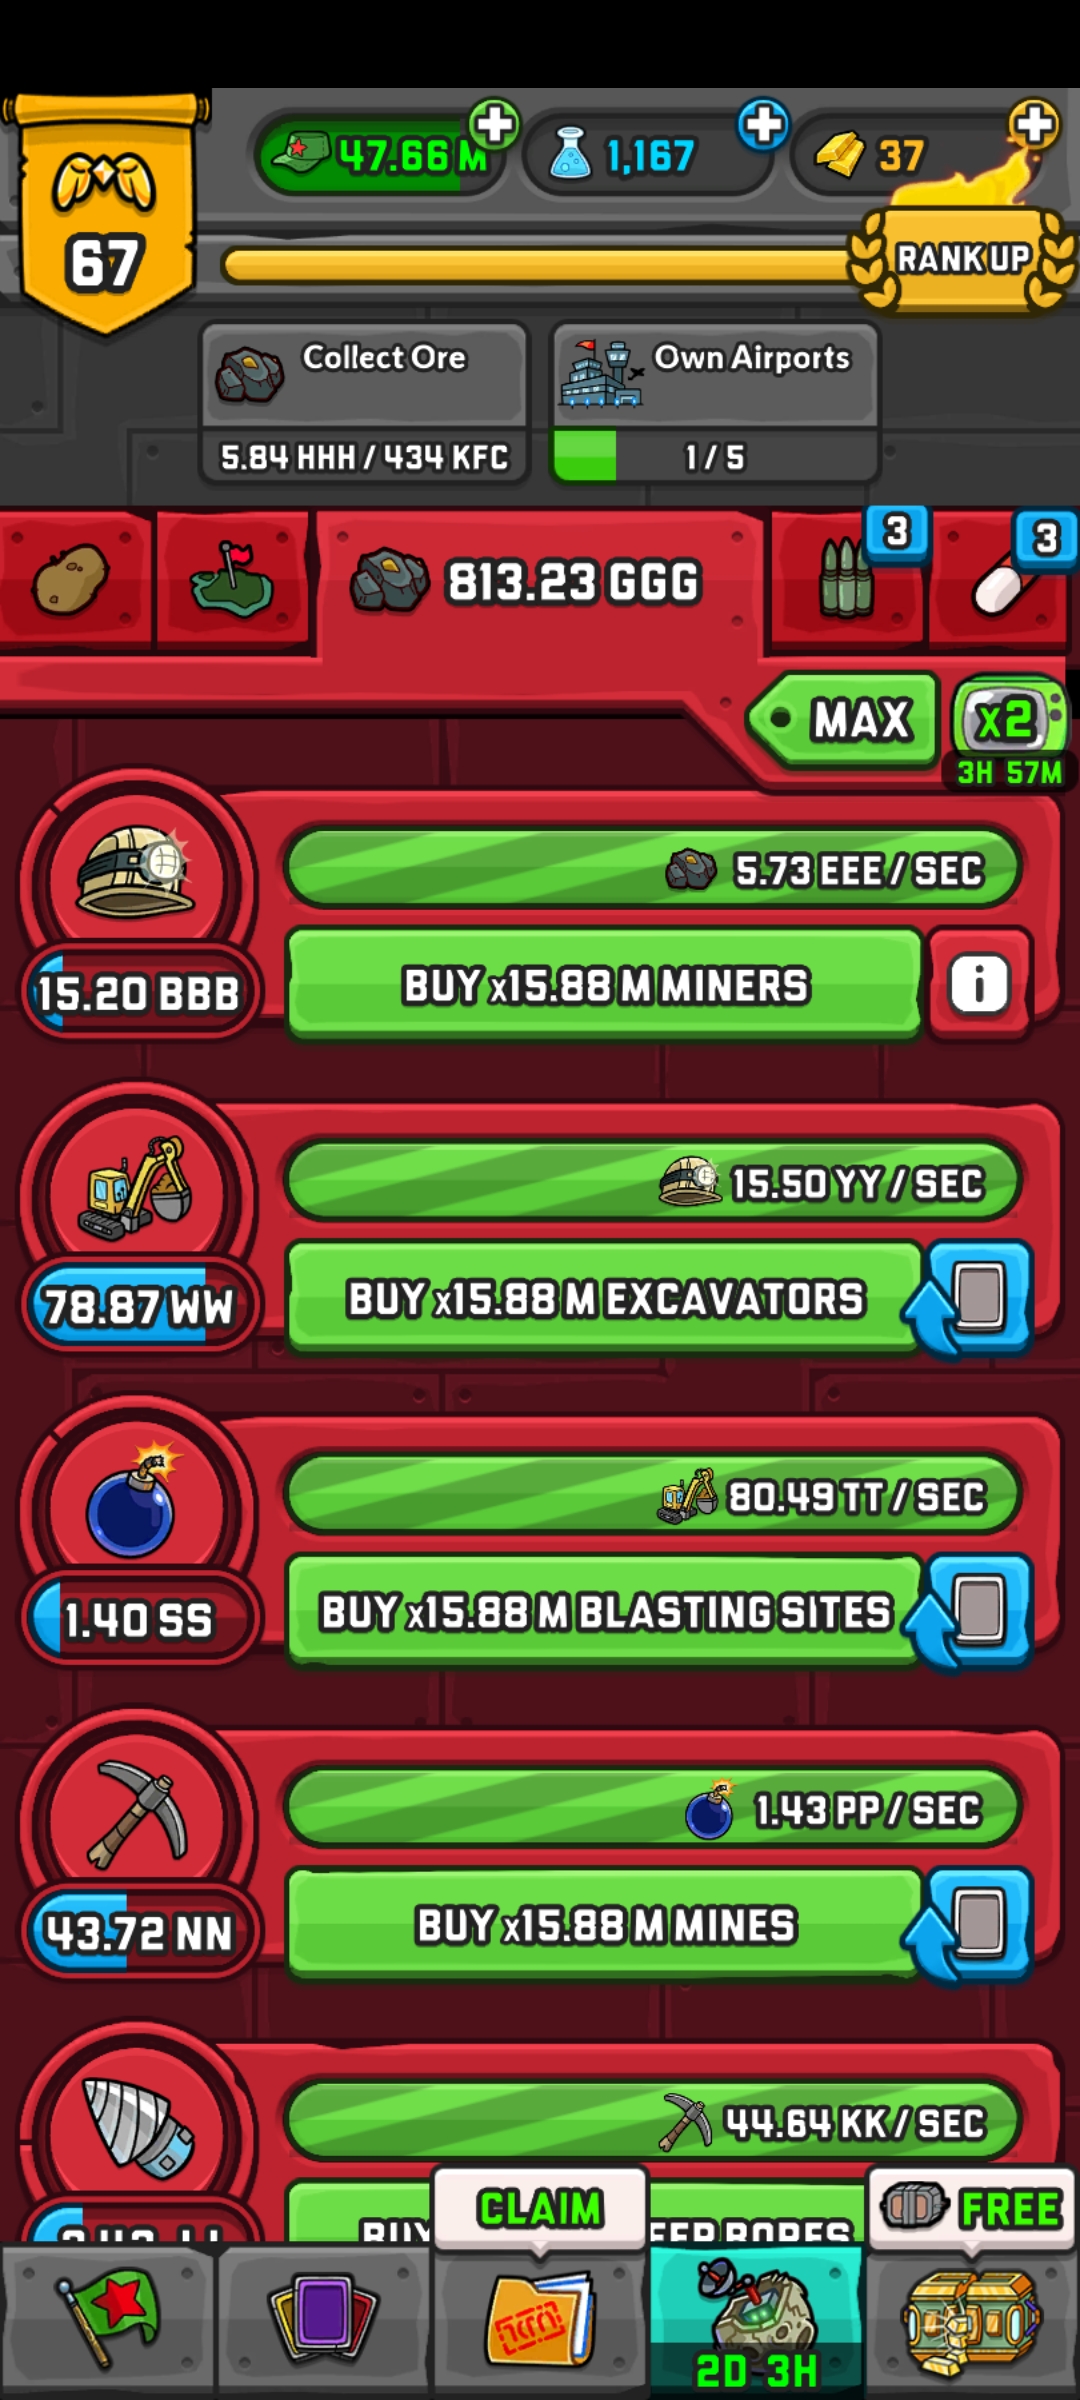 47.66 M
1,167
37
67
RANK UP
Collect Ore
Own Airports
5.84 HHH / 434 KFC
1 / 5
813.23 GGG
3
3
MAX
x2
3H 57M
5.73 EEE / SEC
15.20 BBB
BUY x15.88 M MINERS
i
15.50 YY / SEC
78.87 WW
BUY x15.88 M EXCAVATORS
80.49 TT / SEC
1.40 SS
BUY x15.88 M BLASTING SITES
1.43 PP / SEC
43.72 NN
BUY x15.88 M MINES
44.64 KK / SEC
BUY
CLAIM
FREE
2D 3H